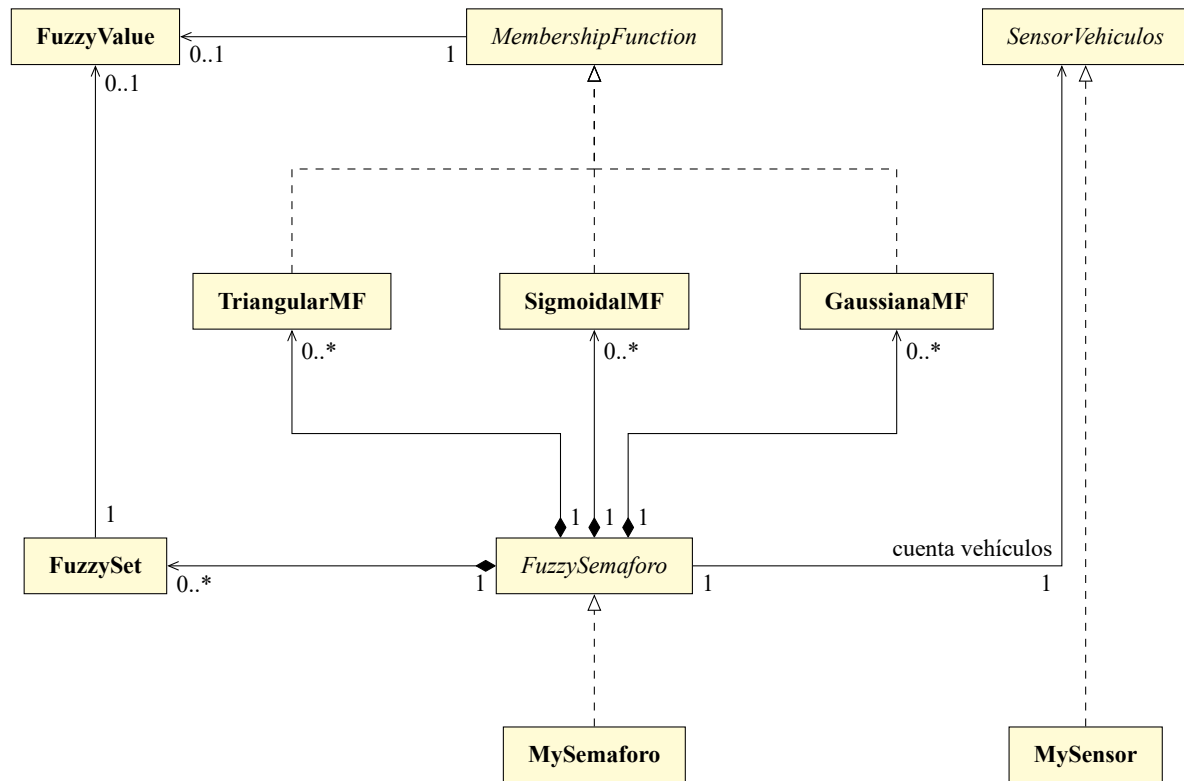 FuzzyValue
MembershipFunction
SensorVehiculos
0..1
1
0..1
TriangularMF
SigmoidalMF
GaussianaMF
0..*
0..*
0..*
1
1
1
1
FuzzySet
FuzzySemaforo
cuenta vehículos
0..*
1
1
1
MySemaforo
MySensor